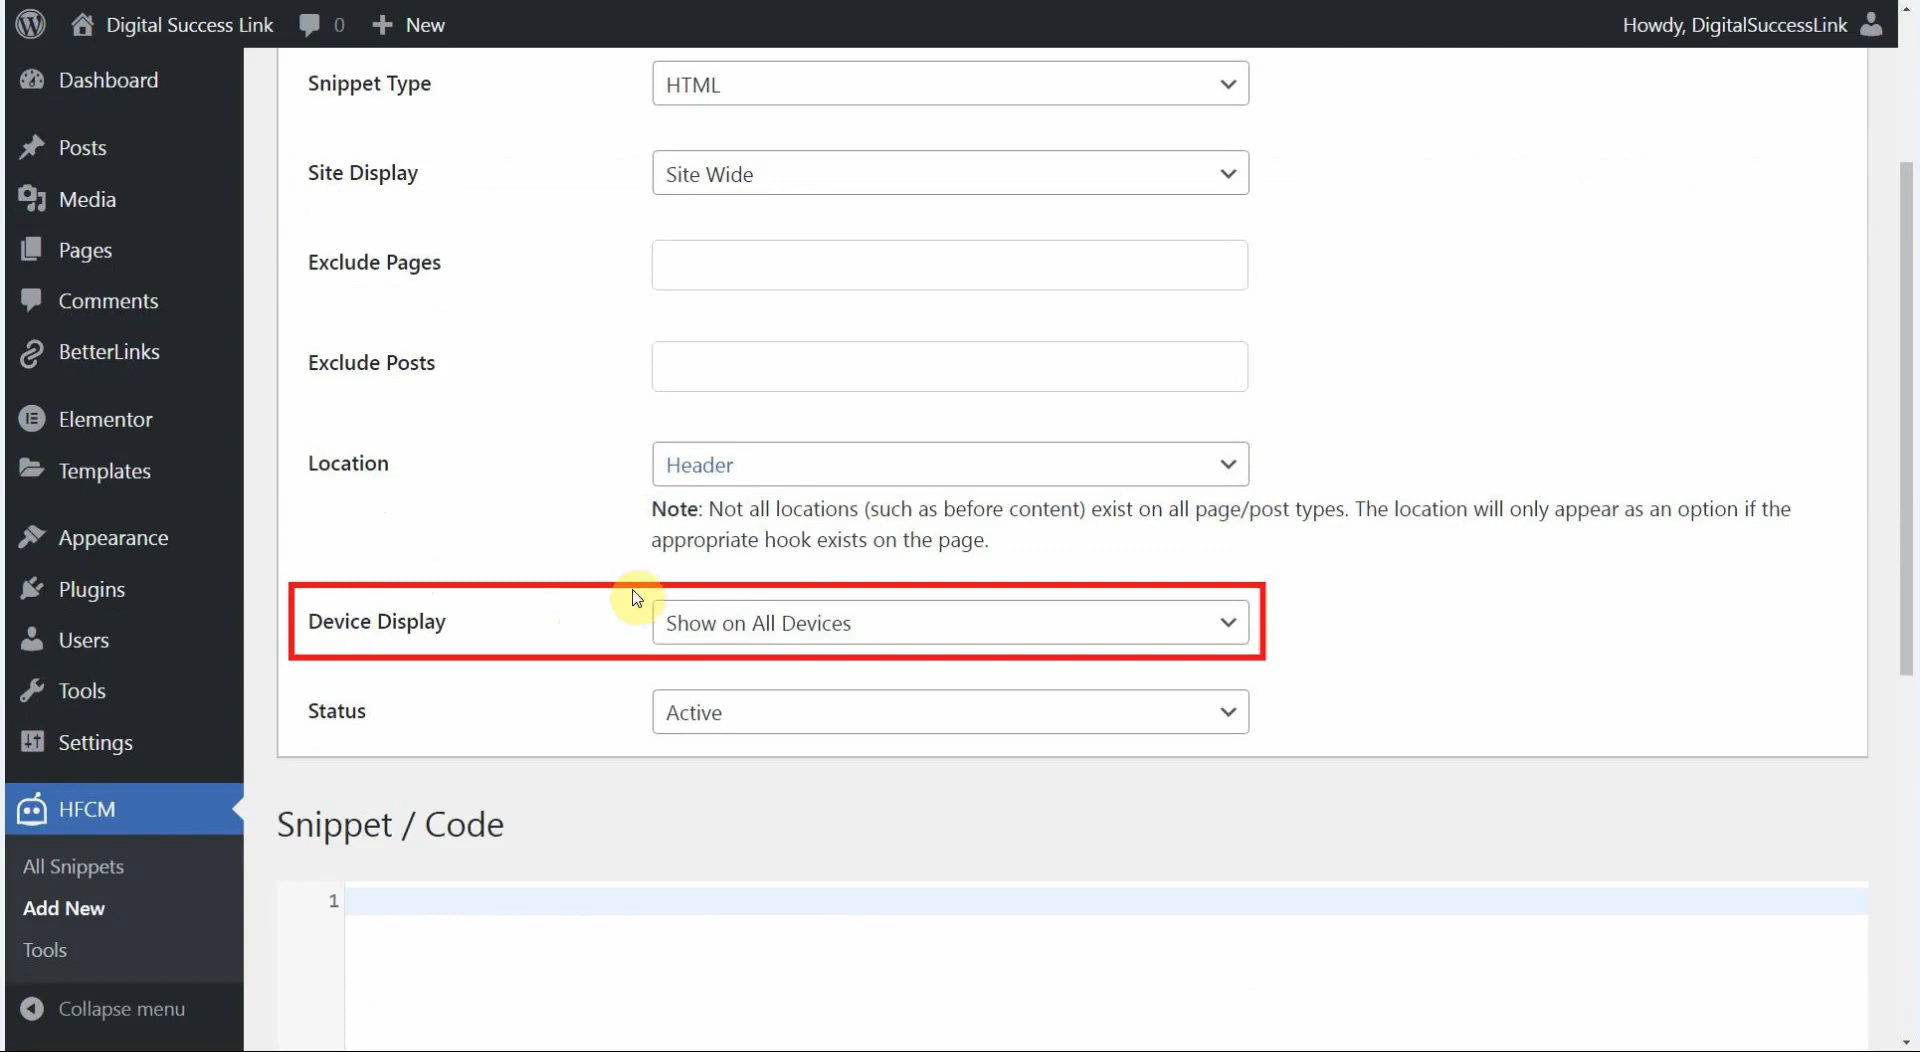 Digital Success Link 0 New Howdy, DigitalSuccessLink
Dashboard
Posts
Media
Pages
Comments
BetterLinks
Elementor
Templates
Appearance
Plugins
Users
Tools
Settings
HFCM
All Snippets
Add New
Tools
Collapse menu
Snippet Type HTML
Site Display Site Wide
Exclude Pages
Exclude Posts
Location Header
Note: Not all locations (such as before content) exist on all page/post types. The location will only appear as an option if the
appropriate hook exists on the page.
Device Display Show on All Devices
Status Active
Snippet / Code
1